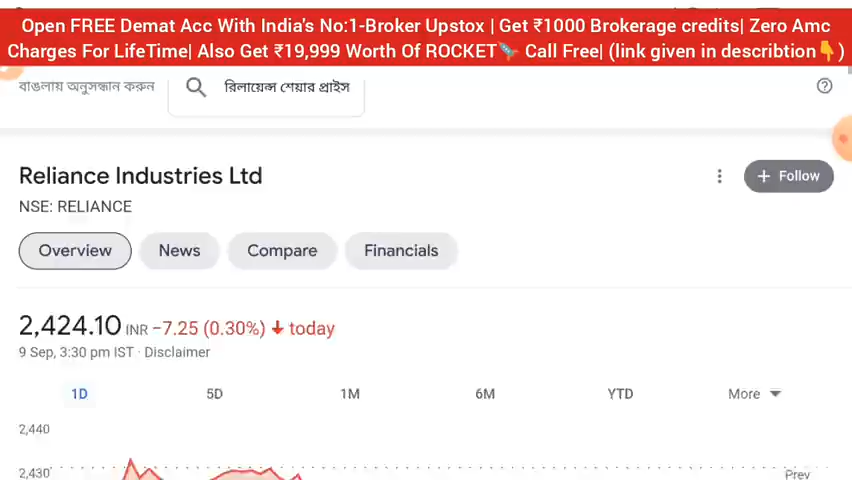 Open FREE Demat Acc With India's No:1-Broker Upstox | Get ₹1000 Brokerage credits| Zero Amc
Charges For LifeTime| Also Get ₹19,999 Worth Of ROCKET🚀 Call Free| (link given in describtion👇)
বাঙলায় অনুসন্ধান করুন
রিলায়েন্স শেয়ার প্রাইস
Reliance Industries Ltd
+ Follow
NSE: RELIANCE
Overview
News
Compare
Financials
2,424.10 INR −7.25 (0.30%) ↓ today
9 Sep, 3:30 pm IST · Disclaimer
1D
5D
1M
6M
YTD
More
2,440
2,430
Prev